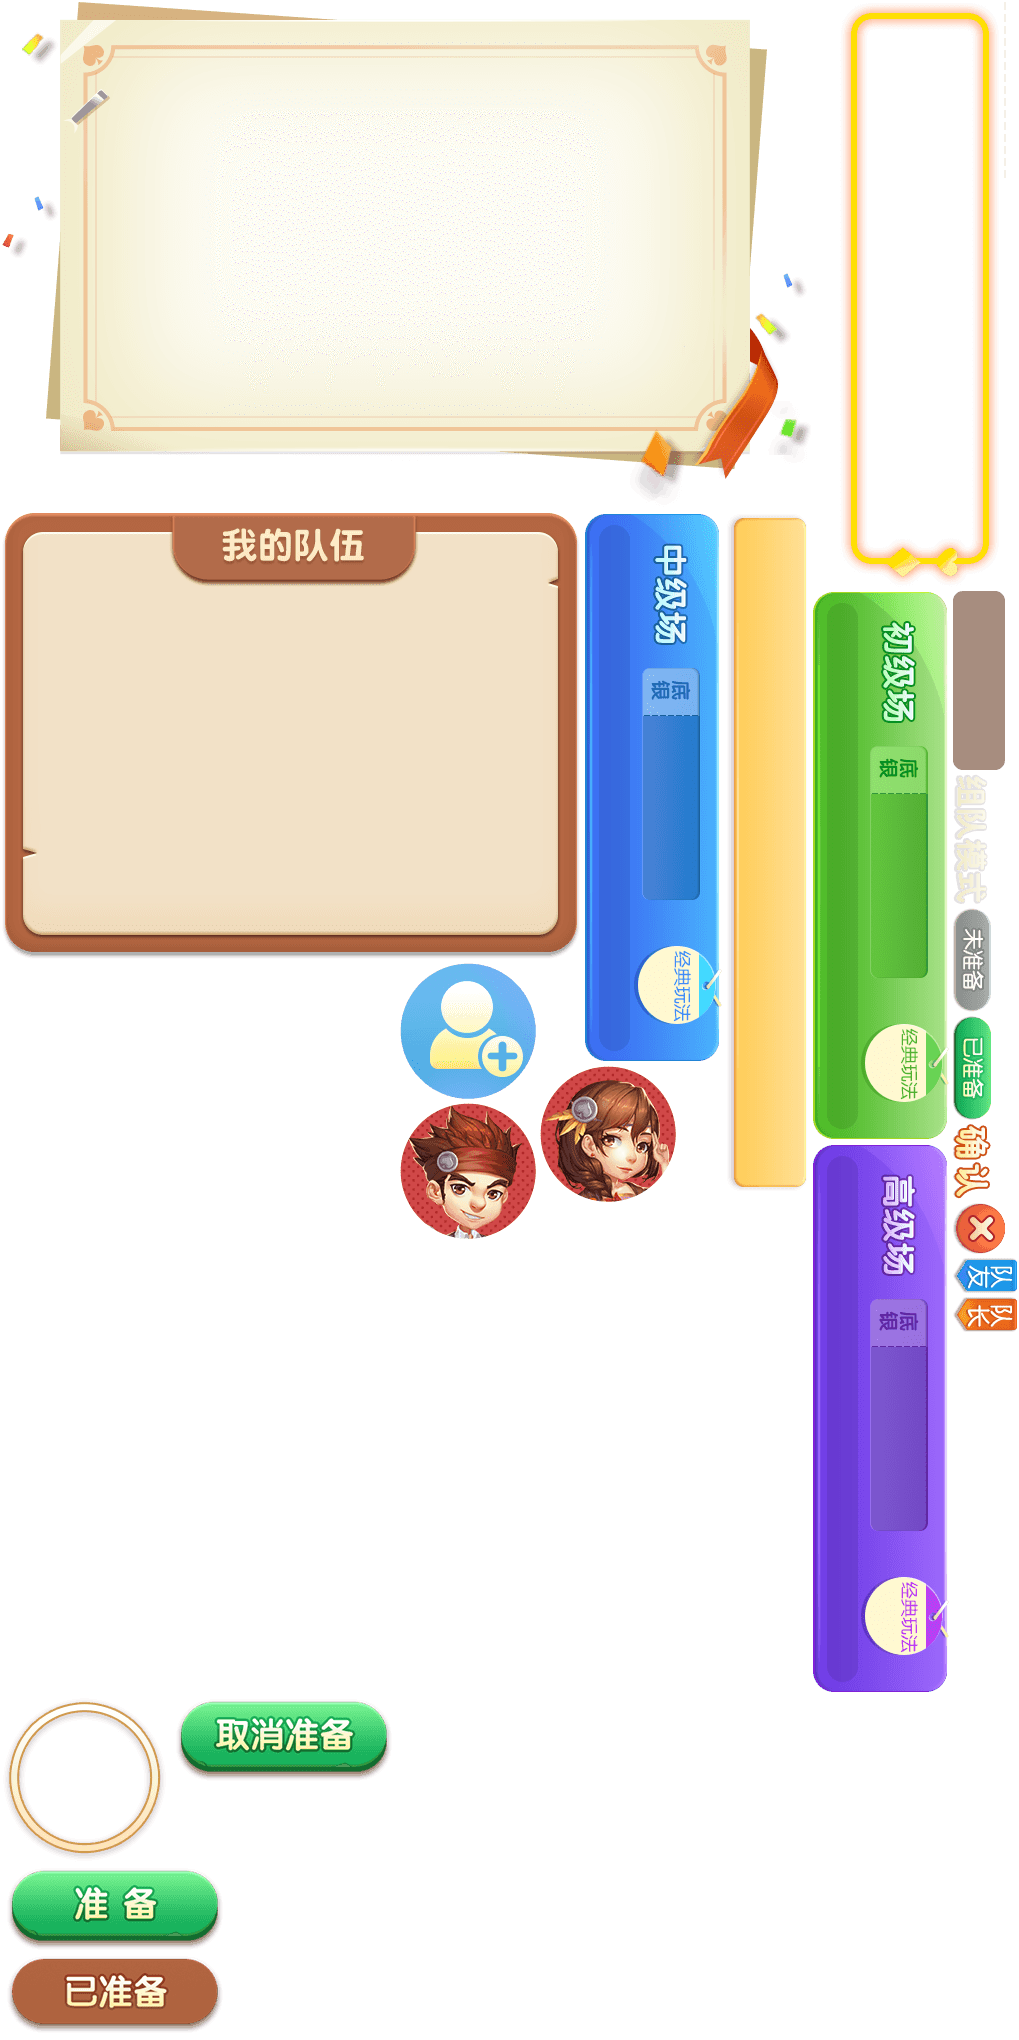 我的队伍
中级场
底银
经典玩法
初级场
底银
经典玩法
组队模式
未准备
已准备
确认
队友
队长
高级场
底银
经典玩法
取消准备
准备
已准备